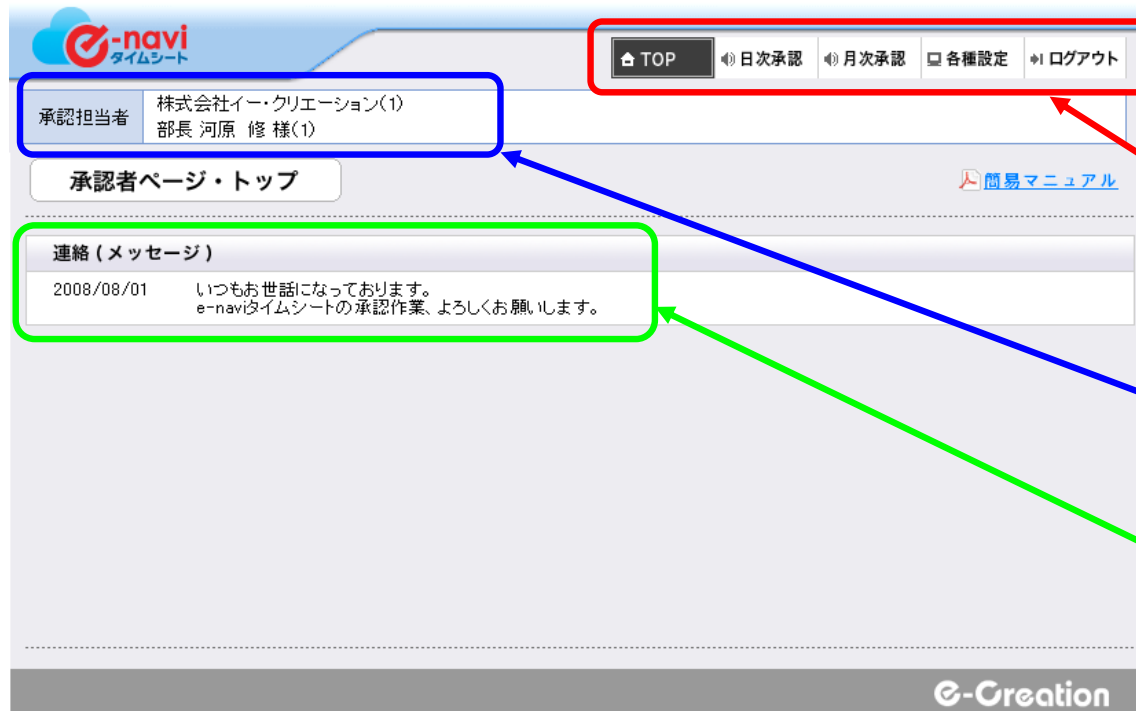 e-navi
タイムシート
TOP 日次承認 月次承認 各種設定 ログアウト
承認担当者
株式会社イー・クリエーション(1)
部長 河原 修 様(1)
承認者ページ・トップ
簡易マニュアル
連絡(メッセージ)
2008/08/01 いつもお世話になっております。
e-naviタイムシートの承認作業、よろしくお願いします。
e-Creation